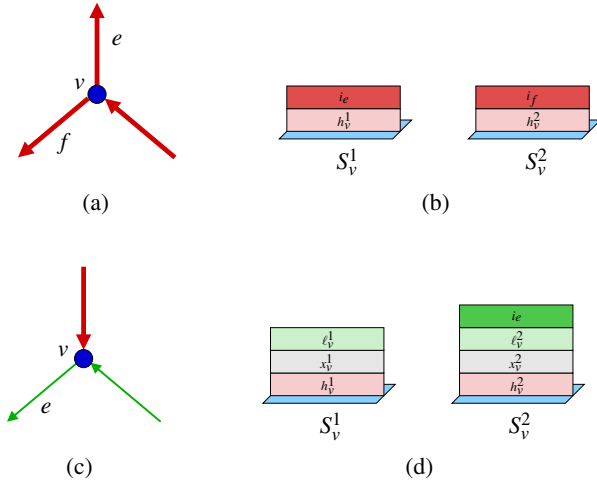 e
v
f
(a)
i_e i_f
h_v^1 h_v^2
S_v^1 S_v^2
(b)
v
e
(c)
i_e
ℓ_v^1 ℓ_v^2
x_v^1 x_v^2
h_v^1 h_v^2
S_v^1 S_v^2
(d)